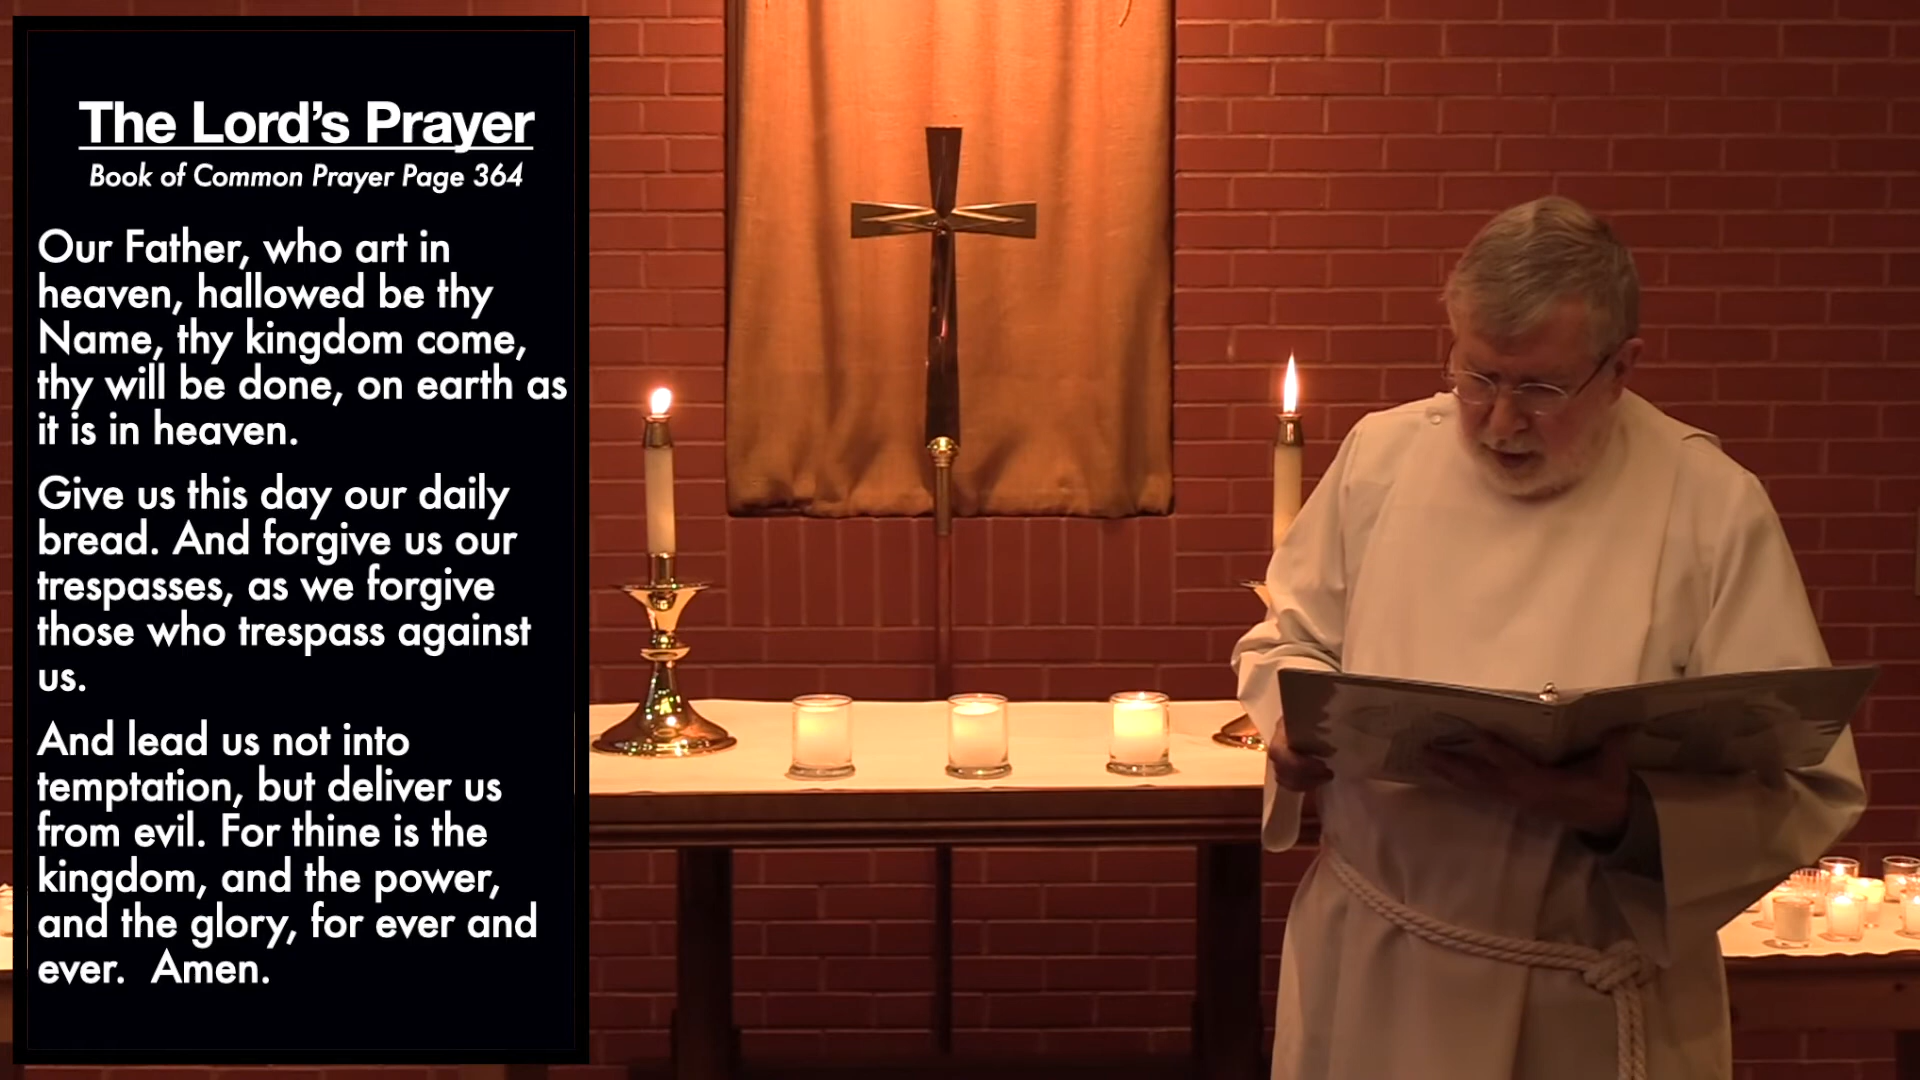 The Lord’s Prayer
Book of Common Prayer Page 364
Our Father, who art in
heaven, hallowed be thy
Name, thy kingdom come,
thy will be done, on earth as
it is in heaven.
Give us this day our daily
bread. And forgive us our
trespasses, as we forgive
those who trespass against
us.
And lead us not into
temptation, but deliver us
from evil. For thine is the
kingdom, and the power,
and the glory, for ever and
ever.  Amen.